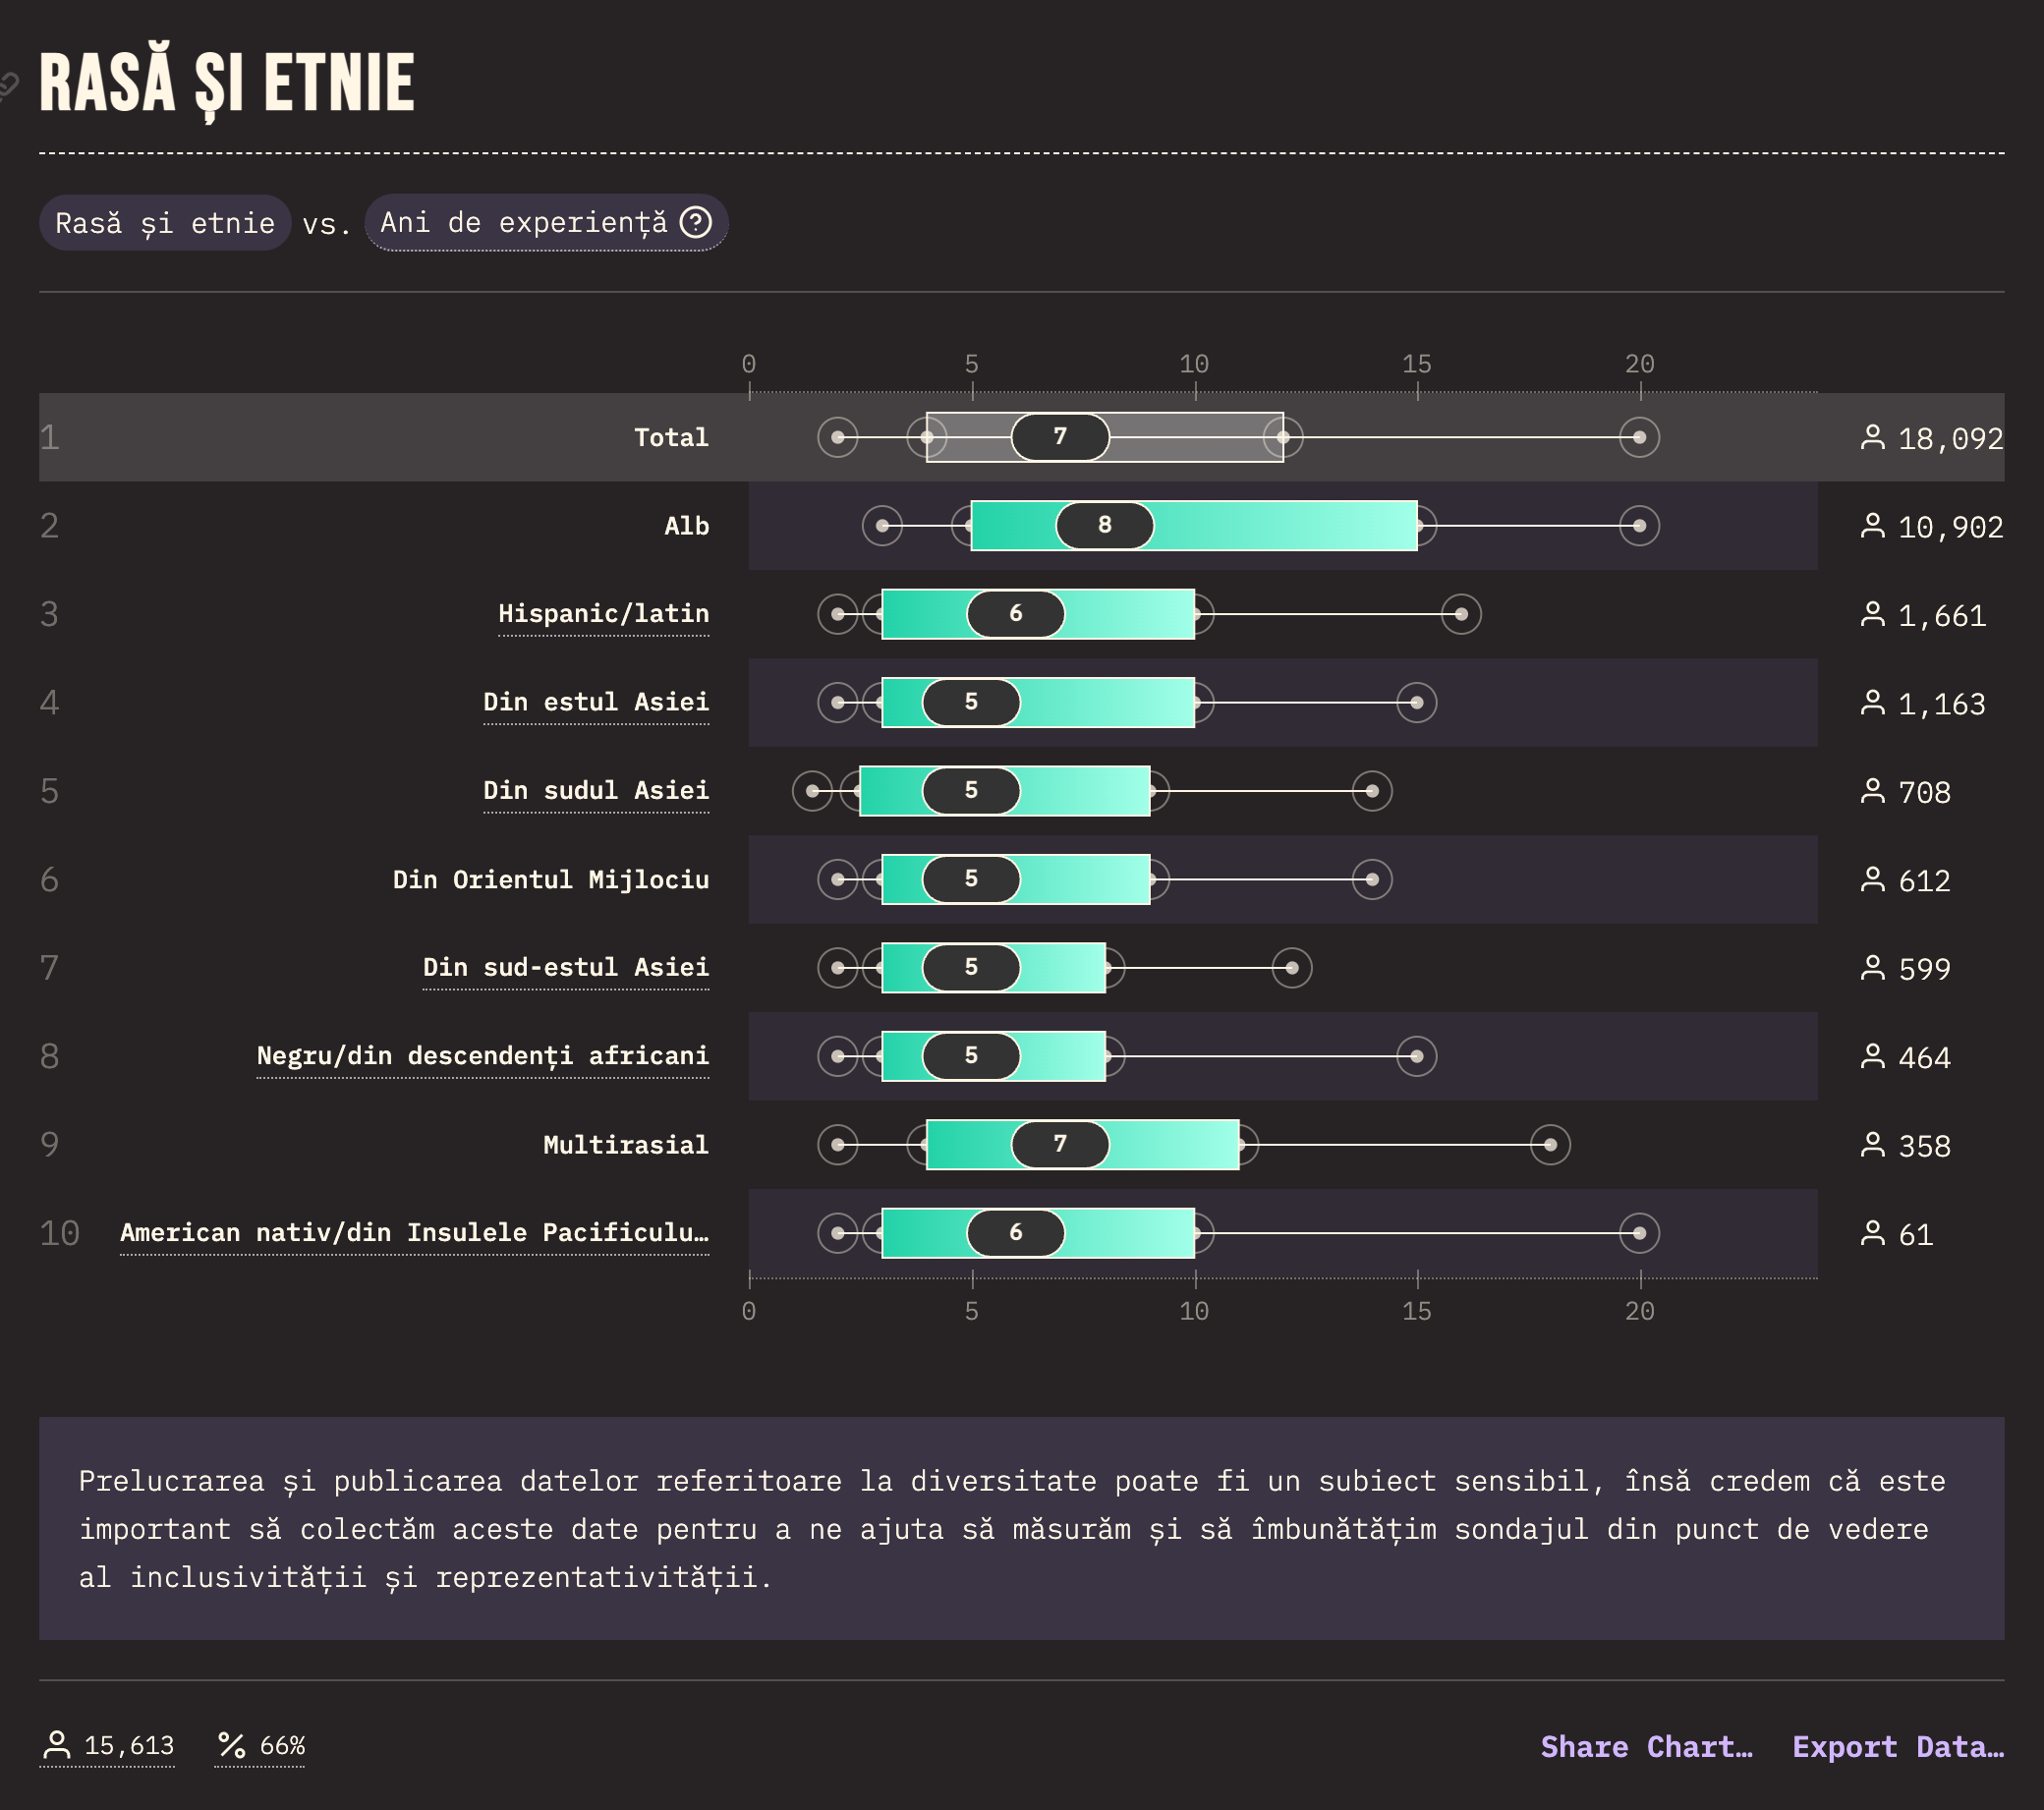 RASĂ ȘI ETNIE
Rasă și etnie vs. Ani de experiență
0 5 10 15 20
1 Total 7 18,092
2 Alb 8 10,902
3 Hispanic/latin 6 1,661
4 Din estul Asiei 5 1,163
5 Din sudul Asiei 5 708
6 Din Orientul Mijlociu 5 612
7 Din sud-estul Asiei 5 599
8 Negru/din descendenți africani 5 464
9 Multirasial 7 358
10 American nativ/din Insulele Pacificulu… 6 61
0 5 10 15 20
Prelucrarea și publicarea datelor referitoare la diversitate poate fi un subiect sensibil, însă credem că este
important să colectăm aceste date pentru a ne ajuta să măsurăm și să îmbunătățim sondajul din punct de vedere
al inclusivității și reprezentativității.
15,613 % 66% Share Chart… Export Data…